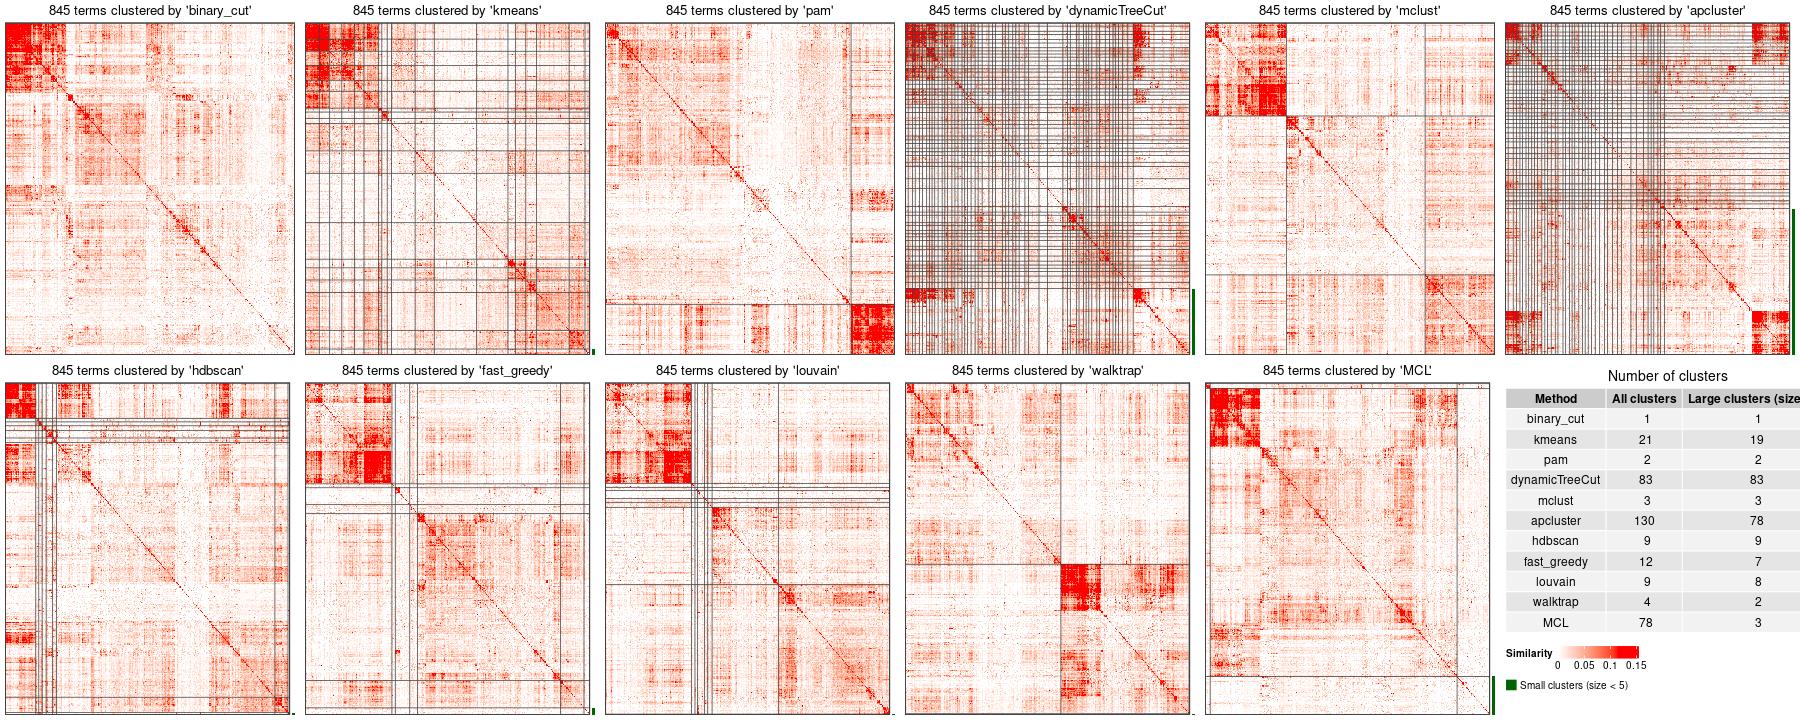 845 terms clustered by 'binary_cut'
845 terms clustered by 'kmeans'
845 terms clustered by 'pam'
845 terms clustered by 'dynamicTreeCut'
845 terms clustered by 'mclust'
845 terms clustered by 'apcluster'
845 terms clustered by 'hdbscan'
845 terms clustered by 'fast_greedy'
845 terms clustered by 'louvain'
845 terms clustered by 'walktrap'
845 terms clustered by 'MCL'
Number of clusters
Method All clusters Large clusters (size
binary_cut 1 1
kmeans 21 19
pam 2 2
dynamicTreeCut 83 83
mclust 3 3
apcluster 130 78
hdbscan 9 9
fast_greedy 12 7
louvain 9 8
walktrap 4 2
MCL 78 3
Similarity
0 0.05 0.1 0.15
Small clusters (size < 5)